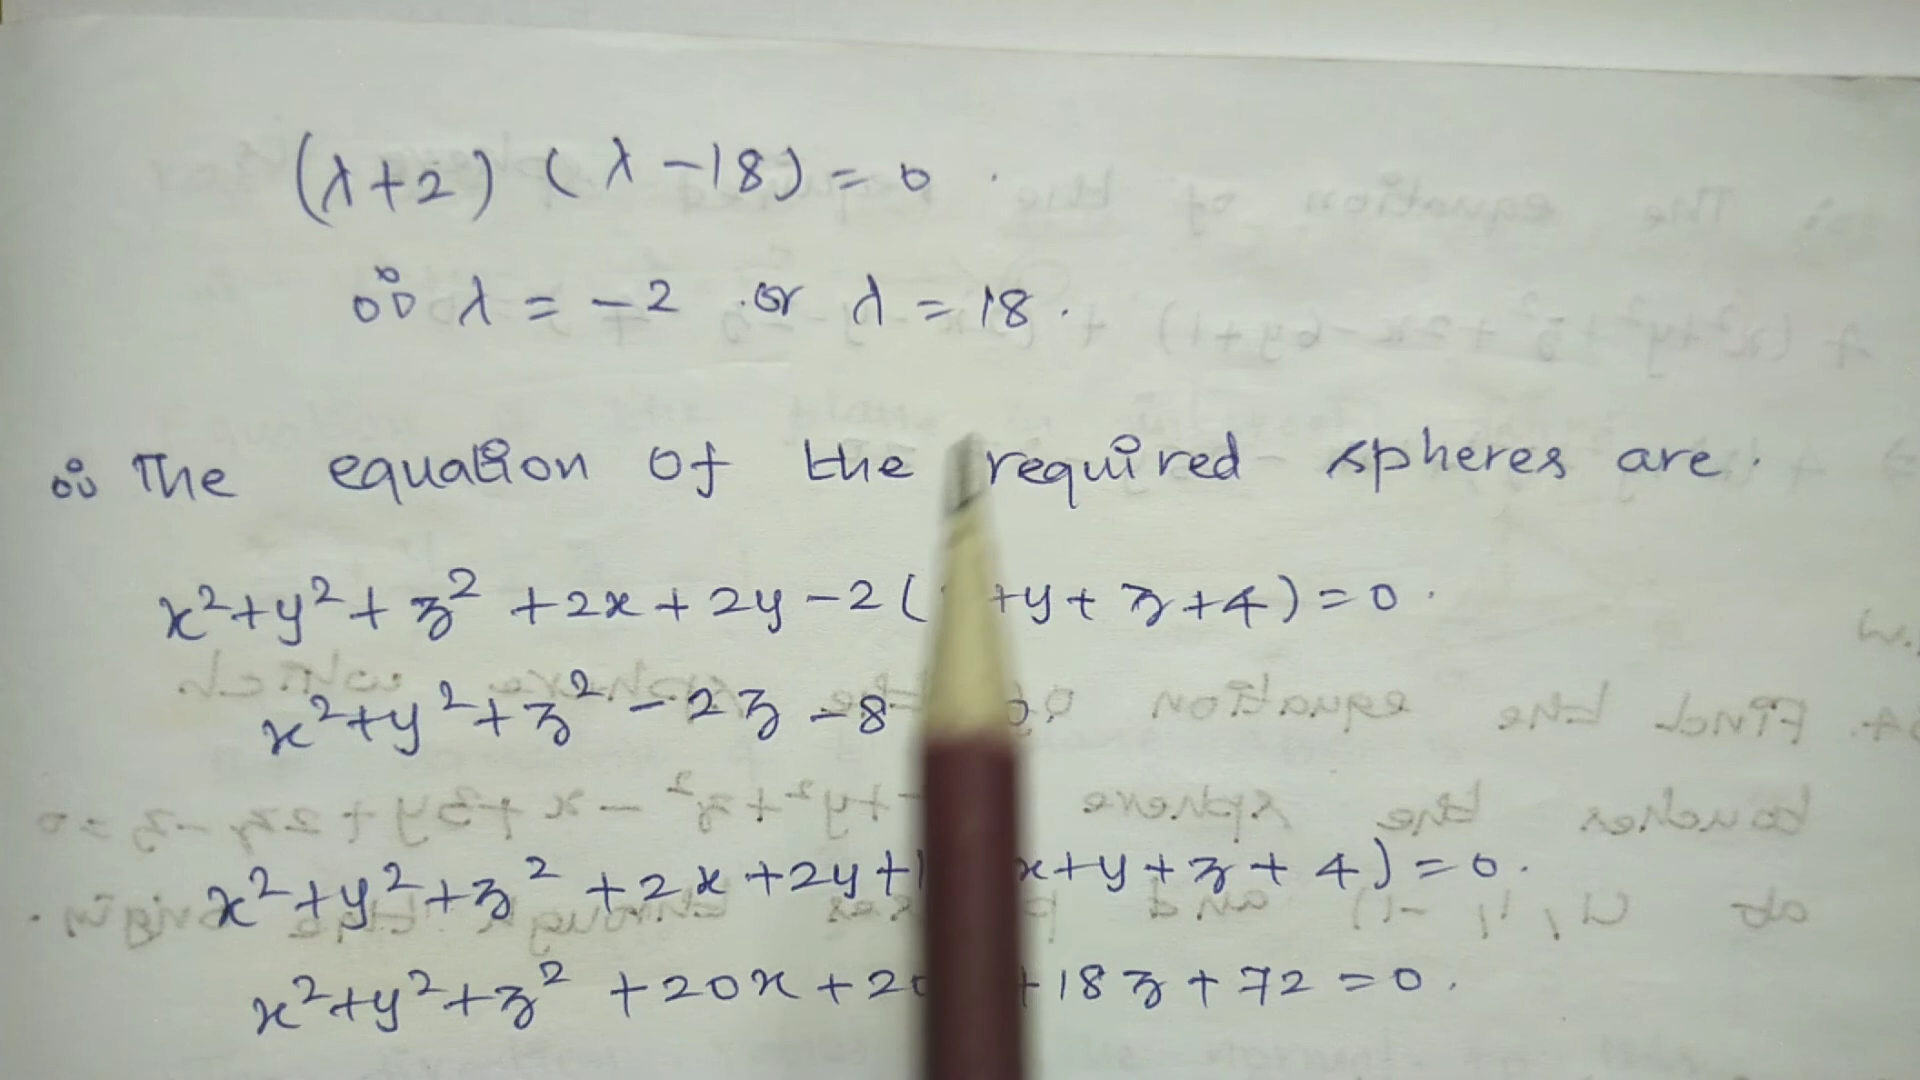 (λ+2) (λ-18) = 0.
∴ λ = -2 or λ = 18.
∴ The equation of the required spheres are.
x²+y²+z² +2x+2y-2( +y+z+4)=0.
x²+y²+z²-2z-8 0.
x²+y²+z²+2x+2y+1 x+y+z+4)=0.
x²+y²+z²+20x+20 +18z+72=0.